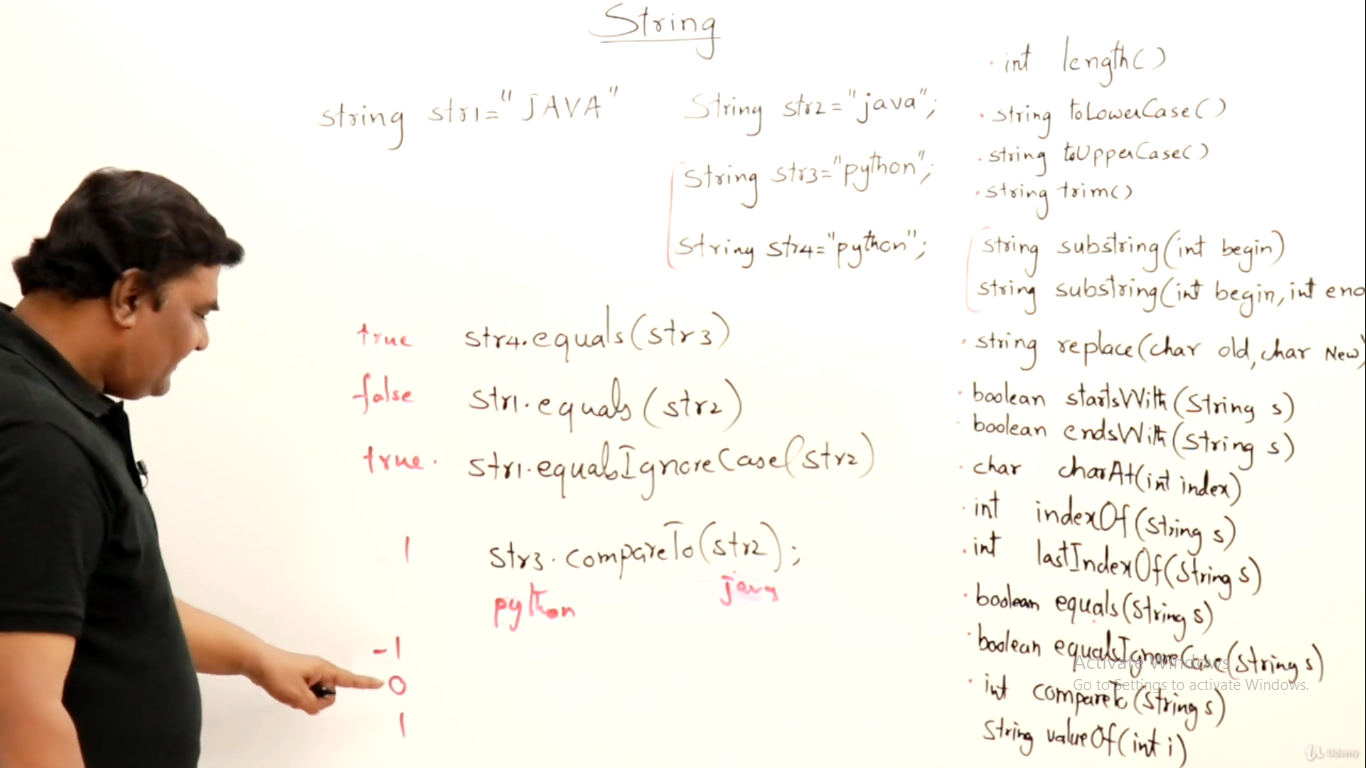 String
string str1="JAVA"
String str2="java";
String str3="python";
String str4="python";
true str4.equals(str3)
false str1.equals(str2)
true. str1.equalsIgnoreCase(str2)
1 str3.compareTo(str2);
python java
-1
0
1
. int length()
. string toLowerCase()
. string toUpperCase()
. string trim()
string substring(int begin)
string substring(int begin, int end
. string replace(char old, char New)
. boolean startsWith(String s)
. boolean endsWith(String s)
. char charAt(int index)
. int indexOf(String s)
. int lastIndexOf(String s)
. boolean equals(String s)
. boolean equalsIgnoreCase(String s)
. int compareTo(String s)
String valueOf(int i)
Activate Windows
Go to Settings to activate Windows.
Udemy